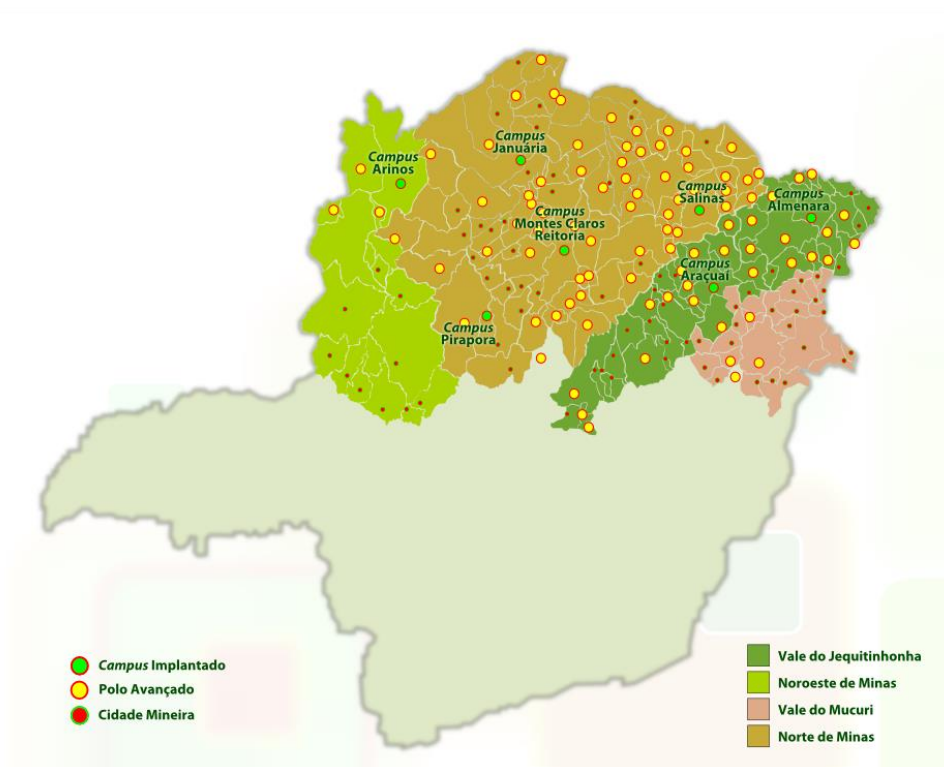 Campus
Januária
Campus
Arinos
Campus
Salinas
Campus
Almenara
Campus
Montes Claros
Reitoria
Campus
Araçuaí
Campus
Pirapora
Campus Implantado
Polo Avançado
Cidade Mineira
Vale do Jequitinhonha
Noroeste de Minas
Vale do Mucuri
Norte de Minas